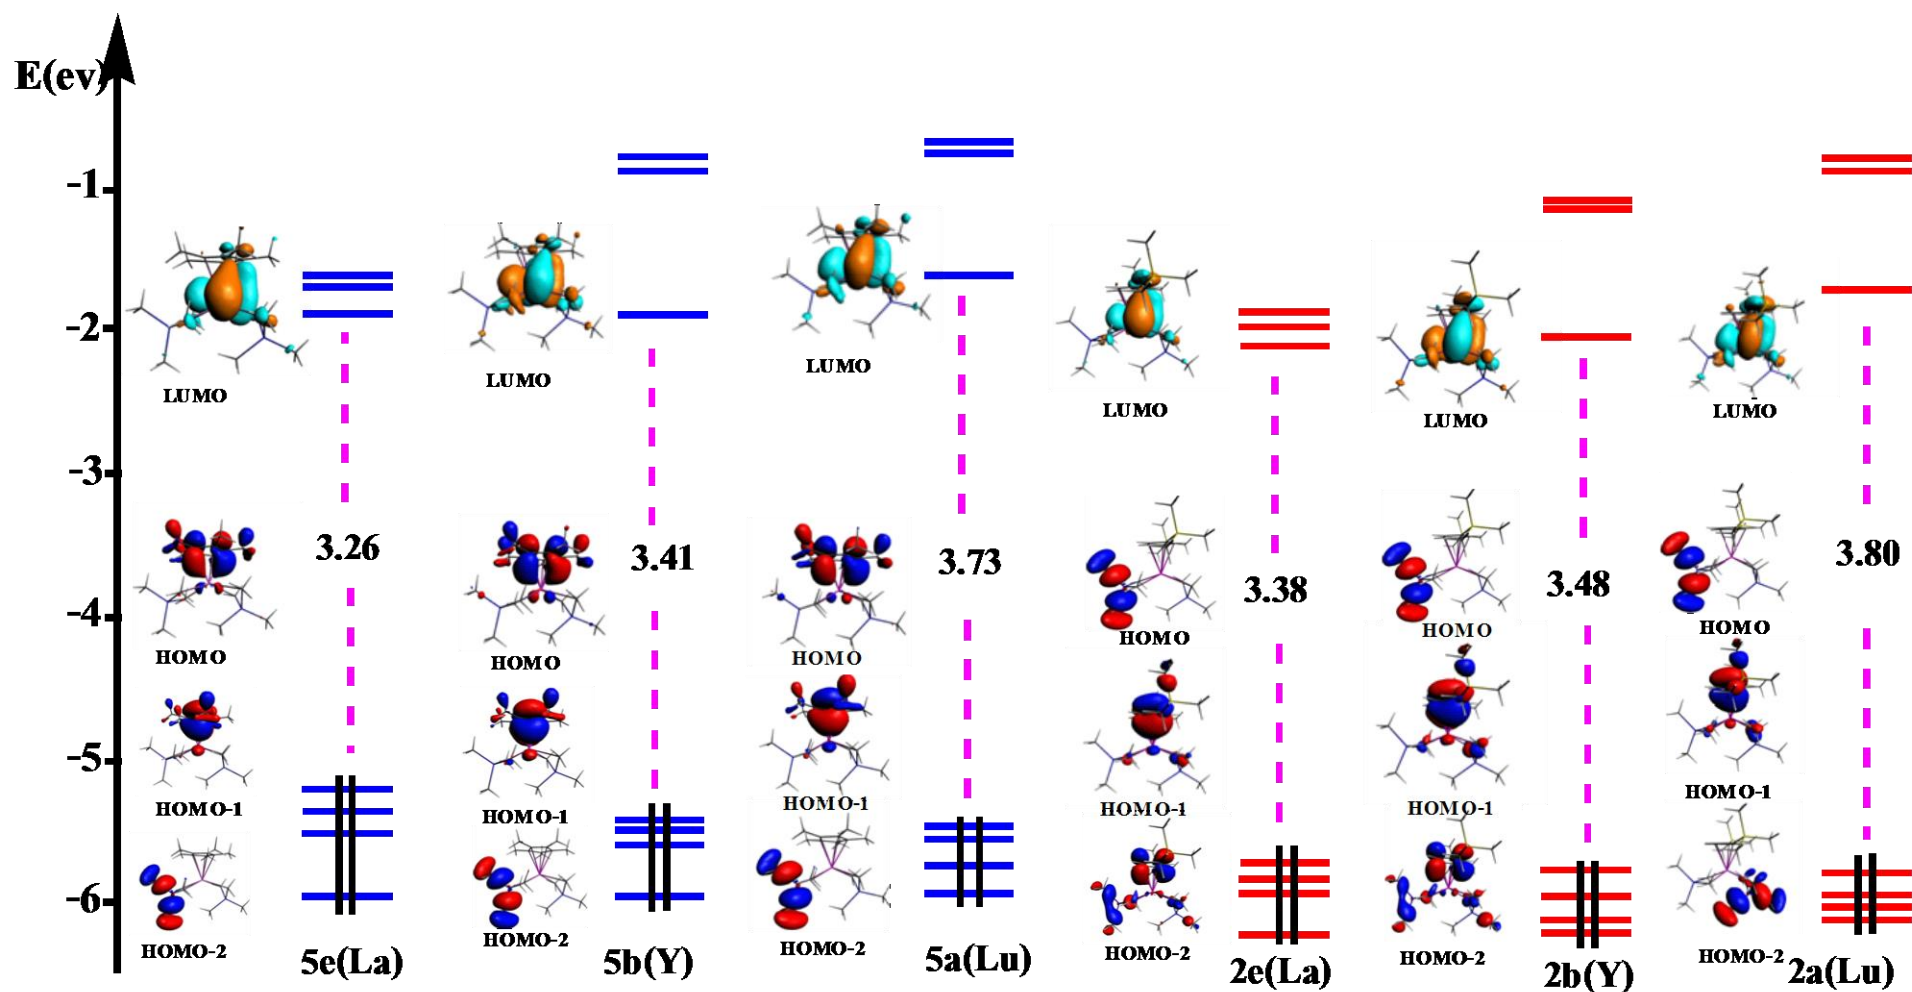 E(ev)
-1
-2
-3
-4
-5
-6
LUMO
HOMO
HOMO-1
HOMO-2
3.26
5e(La)
LUMO
HOMO
HOMO-1
HOMO-2
3.41
5b(Y)
LUMO
HOMO
HOMO-1
HOMO-2
3.73
5a(Lu)
LUMO
HOMO
HOMO-1
HOMO-2
3.38
2e(La)
LUMO
HOMO
HOMO-1
HOMO-2
3.48
2b(Y)
LUMO
HOMO
HOMO-1
HOMO-2
3.80
2a(Lu)